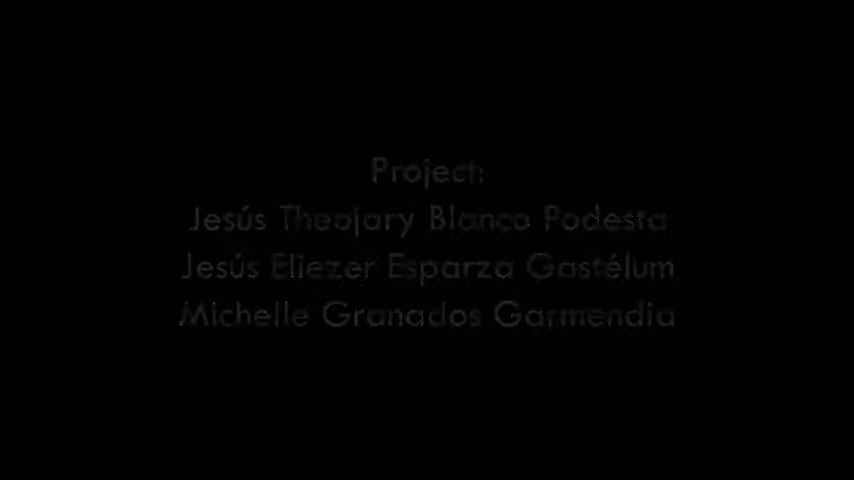 Project:
Jesús Theojary Blanco Podesta
Jesús Eliezer Esparza Gastélum
Michelle Granados Garmendia